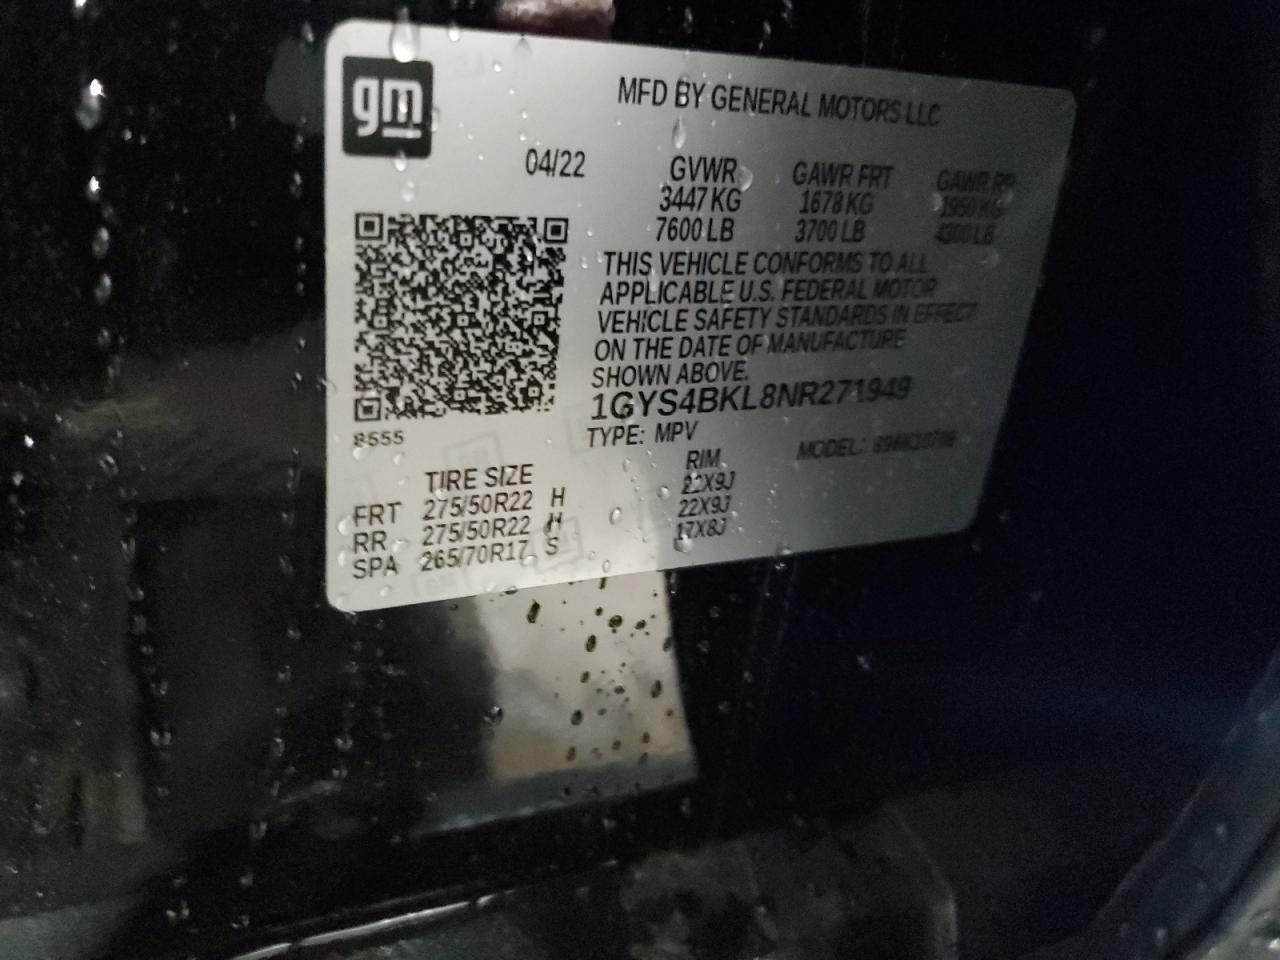 gm
MFD BY GENERAL MOTORS LLC
04/22 GVWR GAWR FRT GAWR RR
3447 KG 1678 KG 1950 KG
7600 LB 3700 LB 4300 LB
THIS VEHICLE CONFORMS TO ALL
APPLICABLE U.S. FEDERAL MOTOR
VEHICLE SAFETY STANDARDS IN EFFECT
ON THE DATE OF MANUFACTURE
SHOWN ABOVE.
1GYS4BKL8NR271949
8555
TYPE: MPV MODEL:
TIRE SIZE RIM
FRT 275/50R22 H 22X9J
RR 275/50R22 H 22X9J
SPA 265/70R17 S 17X8J